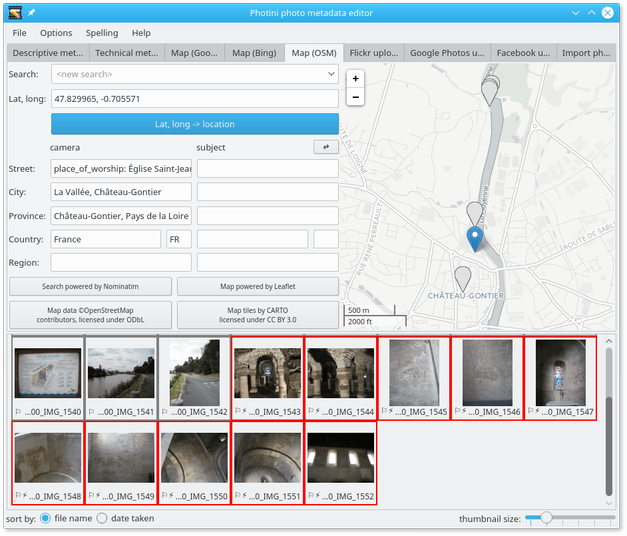 Photini photo metadata editor
File Options Spelling Help
Descriptive met... Technical met... Map (Goo... Map (Bing) Map (OSM) Flickr uplo... Google Photos u... Facebook u... Import ph...
Search: <new search>
Lat, long: 47.829965, -0.705571
Lat, long -> location
camera subject
Street: place_of_worship: Église Saint-Jean
City: La Vallée, Château-Gontier
Province: Château-Gontier, Pays de la Loire
Country: France FR
Region:
Search powered by Nominatim Map powered by Leaflet
Map data ©OpenStreetMap
contributors, licensed under ODbL
Map tiles by CARTO
licensed under CC BY 3.0
+
−
RUE RENÉ PERREAULT
ROUTE DE SABL
CHÂTEAU-GONTIER
500 m
2000 ft
...00_IMG_1540 ...00_IMG_1541 ...00_IMG_1542 ...0_IMG_1543 ...0_IMG_1544 ...0_IMG_1545 ...0_IMG_1546 ...0_IMG_1547
...0_IMG_1548 ...0_IMG_1549 ...0_IMG_1550 ...0_IMG_1551 ...0_IMG_1552
sort by: file name date taken thumbnail size: